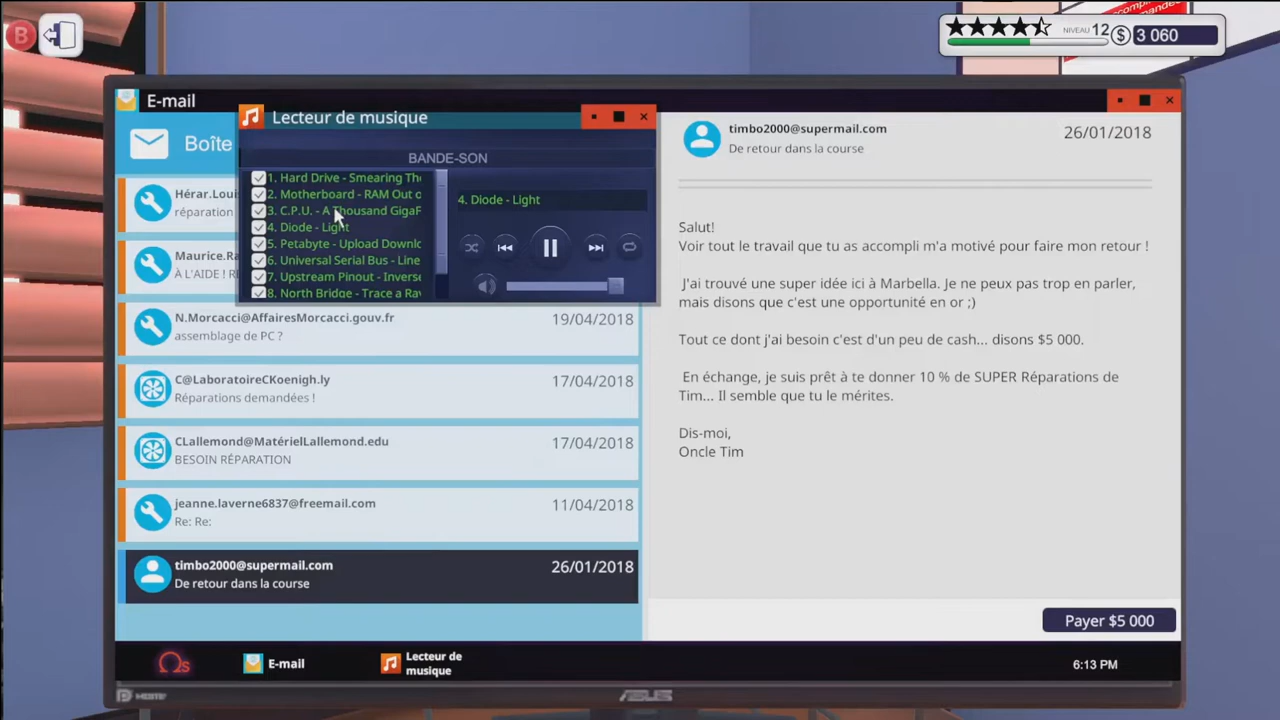 B
NIVEAU 12
$ 3 060
E-mail
Lecteur de musique
Boîte
BANDE-SON
1. Hard Drive - Smearing
2. Motherboard - RAM Out
3. C.P.U. - A Thousand
4. Diode - Light
5. Petabyte - Upload
6. Universal Serial Bus - Line
7. Upstream Pinout -
8. North Bridge - Trace a
4. Diode - Light
réparation
À L'AIDE !
N.Morcacci@AffairesMorcacci.gouv.fr
19/04/2018
assemblage de PC ?
C@LaboratoireCKoenigh.ly
17/04/2018
Réparations demandées !
CLallemond@MatérielLallemond.edu
17/04/2018
BESOIN RÉPARATION
jeanne.laverne6837@freemail.com
11/04/2018
Re: Re:
timbo2000@supermail.com
26/01/2018
De retour dans la course
timbo2000@supermail.com
26/01/2018
De retour dans la course
Salut!
Voir tout le travail que tu as accompli m'a motivé pour faire mon retour !
J'ai trouvé une super idée ici à Marbella. Je ne peux pas trop en parler,
mais disons que c'est une opportunité en or ;)
Tout ce dont j'ai besoin c'est d'un peu de cash... disons $5 000.
En échange, je suis prêt à te donner 10 % de SUPER Réparations de
Tim... Il semble que tu le mérites.
Dis-moi,
Oncle Tim
Payer $5 000
Ωs
E-mail
Lecteur de
musique
6:13 PM
HDMI
ASUS